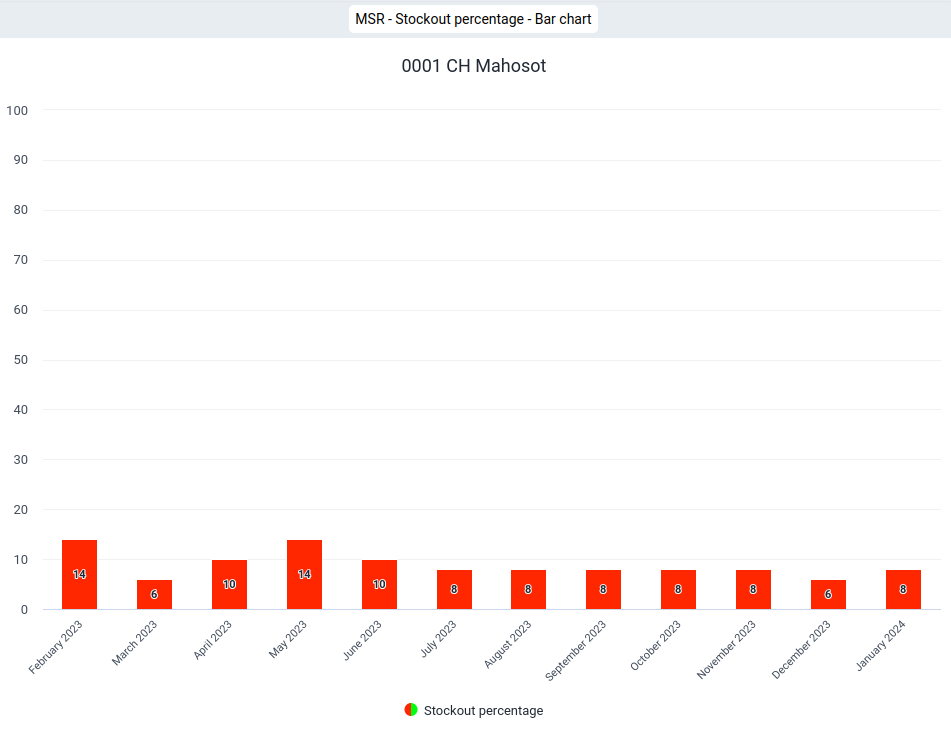 MSR - Stockout percentage - Bar chart
0001 CH Mahosot
100
90
80
70
60
50
40
30
20
10
0
14
6
10
14
10
8
8
8
8
8
6
8
February 2023
March 2023
April 2023
May 2023
June 2023
July 2023
August 2023
September 2023
October 2023
November 2023
December 2023
January 2024
Stockout percentage